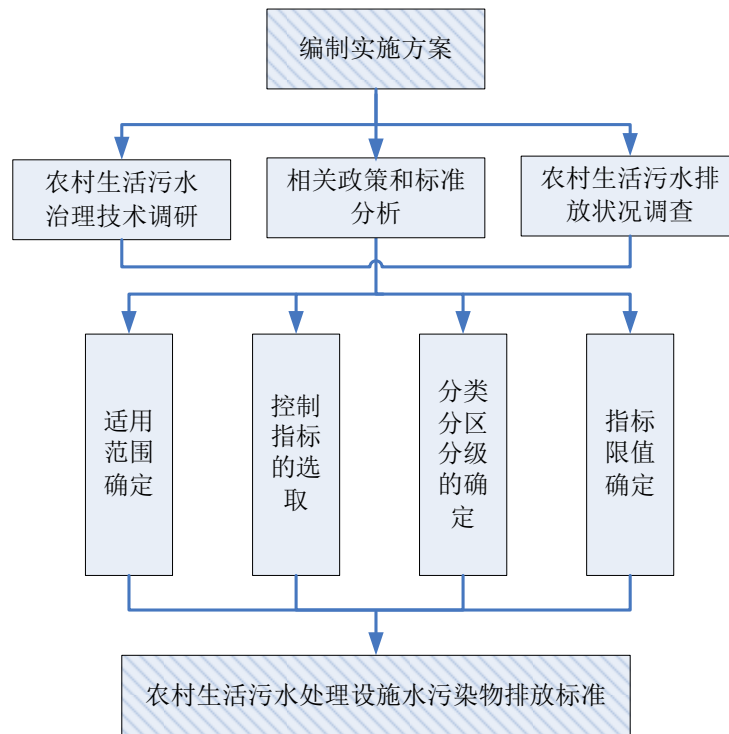 编制实施方案
农村生活污水
治理技术调研
相关政策和标准
分析
农村生活污水排
放状况调查
适用
范围
确定
控制
指标
的选
取
分类
分区
分级
的确
定
指标
限值
确定
农村生活污水处理设施水污染物排放标准